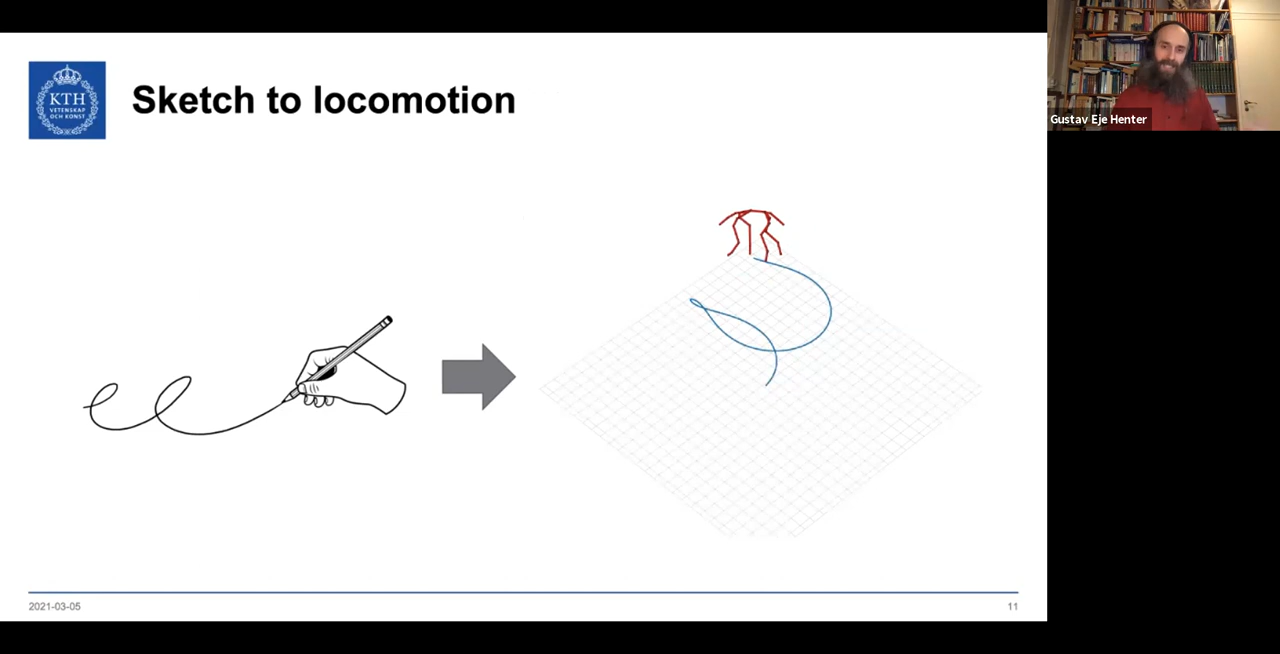 KTH
VETENSKAP
OCH KONST
Sketch to locomotion
Gustav Eje Henter
2021-03-05
11